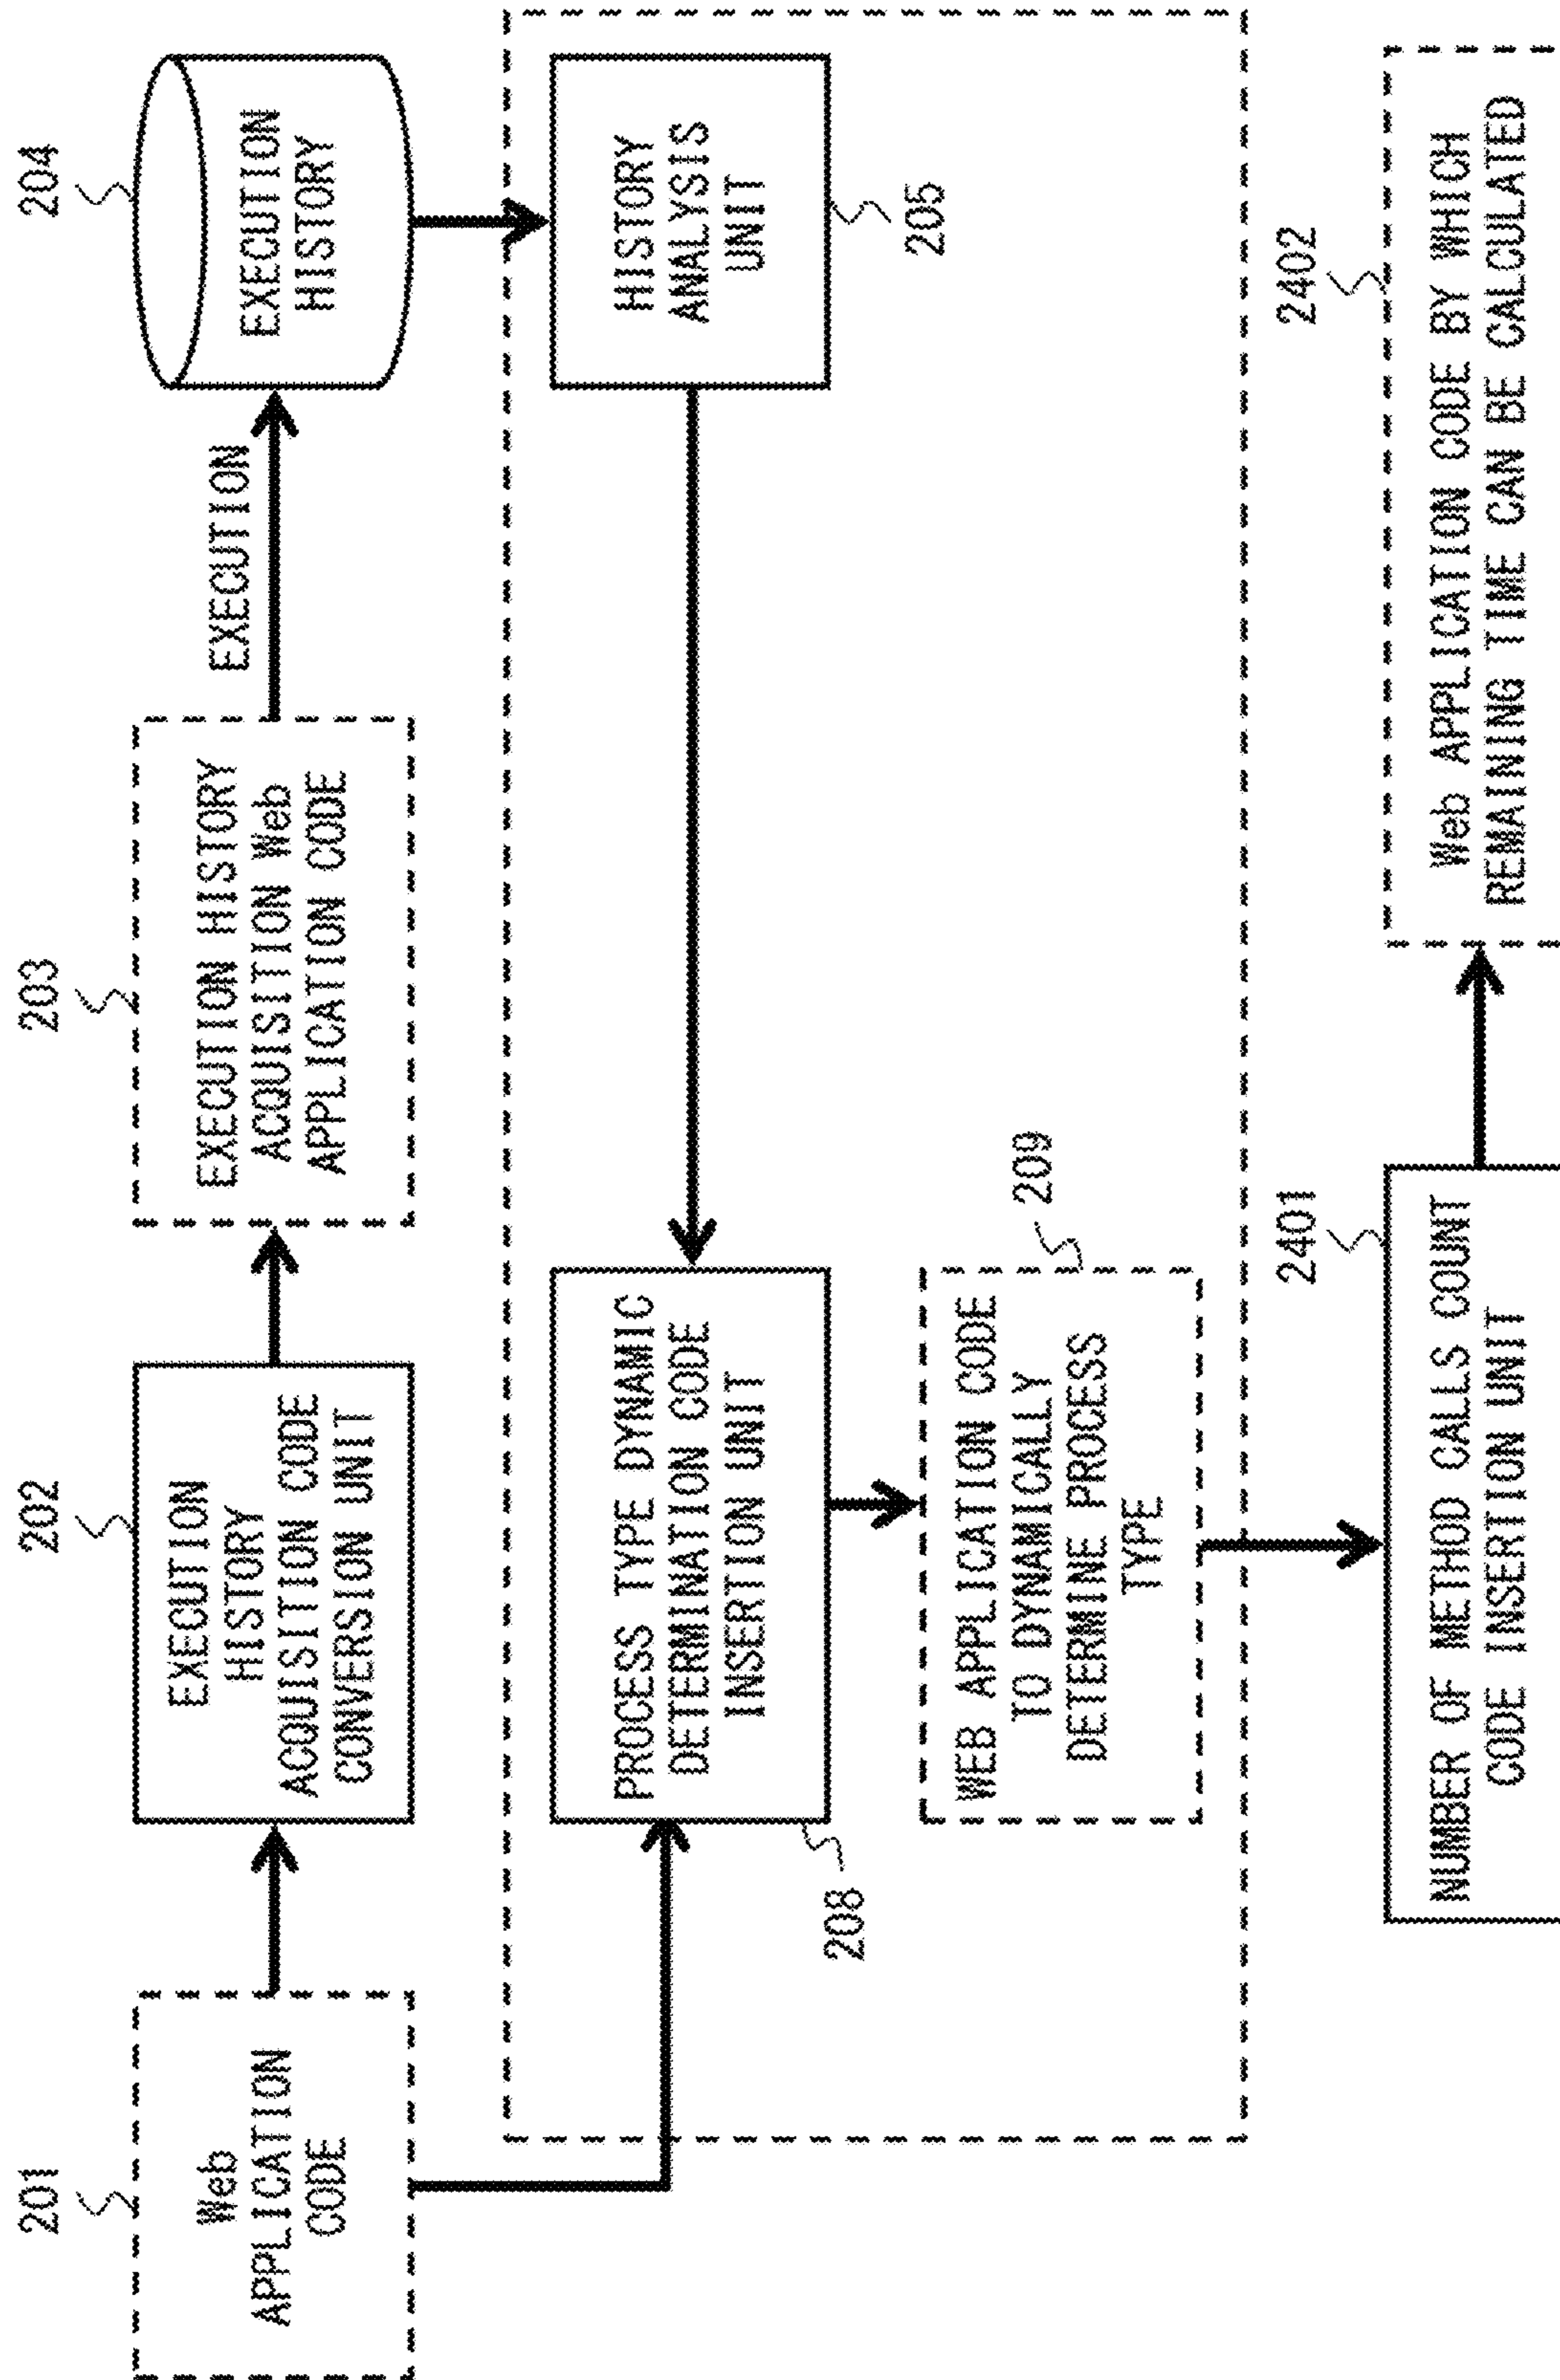 201
Web
APPLICATION
CODE
202
EXECUTION
HISTORY
ACQUISITION CODE
CONVERSION UNIT
203
EXECUTION HISTORY
ACQUISITION Web
APPLICATION CODE
EXECUTION
204
EXECUTION
HISTORY
HISTORY
ANALYSIS
UNIT
205
PROCESS TYPE DYNAMIC
DETERMINATION CODE
INSERTION UNIT
208
209
WEB APPLICATION CODE
TO DYNAMICALLY
DETERMINE PROCESS
TYPE
2401
NUMBER OF METHOD CALLS COUNT
CODE INSERTION UNIT
2402
Web APPLICATION CODE BY WHICH
REMAINING TIME CAN BE CALCULATED